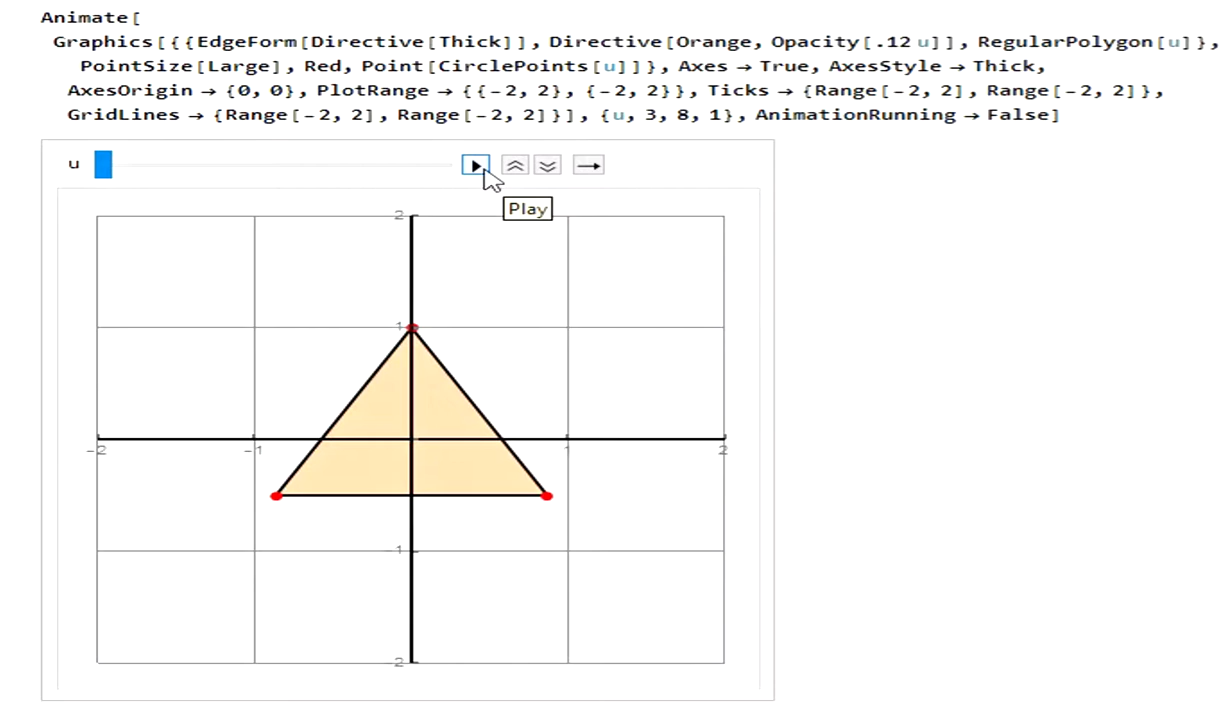 Animate[
Graphics[{{{EdgeForm[Directive[Thick]], Directive[Orange, Opacity[.12 u]], RegularPolygon[u]},
PointSize[Large], Red, Point[CirclePoints[u]]}, Axes → True, AxesStyle → Thick,
AxesOrigin → {0, 0}, PlotRange → {{-2, 2}, {-2, 2}}, Ticks → {Range[-2, 2], Range[-2, 2]},
GridLines → {Range[-2, 2], Range[-2, 2]}], {u, 3, 8, 1}, AnimationRunning → False]
u
Play
2
1
-2 -1 1 2
-1
-2